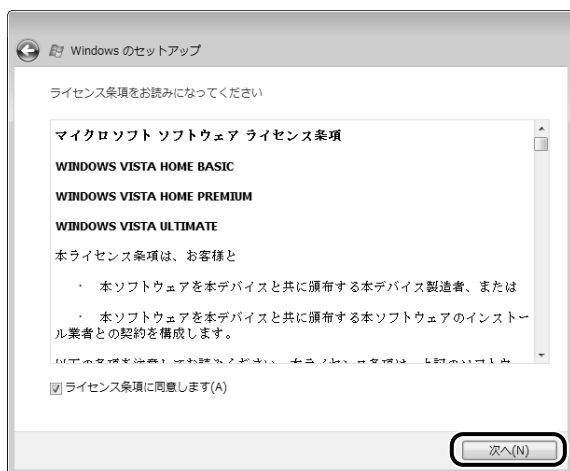 Windows のセットアップ
ライセンス条項をお読みになってください
マイクロソフト ソフトウェア ライセンス条項
WINDOWS VISTA HOME BASIC
WINDOWS VISTA HOME PREMIUM
WINDOWS VISTA ULTIMATE
本ライセンス条項は、お客様と
· 本ソフトウェアを本デバイスと共に頒布する本デバイス製造者、または
· 本ソフトウェアを本デバイスと共に頒布する本ソフトウェアのインストー
ル業者との契約を構成します。
ライセンス条項に同意します(A)
次へ(N)